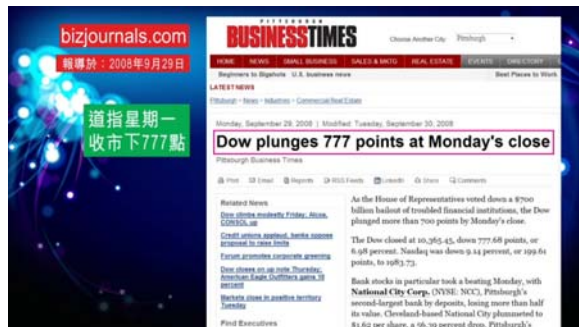 bizjournals.com
報導於：2008年9月29日
道指星期一
收市下777點
PITTSBURGH
BUSINESS TIMES
Choose Another City: Pittsburgh
HOME NEWS SMALL BUSINESS SALES & MKTG REAL ESTATE EVENTS DIRECTORY
Beginners to Bigshots U.S. business news Best Places to Work
LATEST NEWS
Pittsburgh > News > Industries > Commercial Real Estate
Monday, September 29, 2008 | Modified: Tuesday, September 30, 2008
Dow plunges 777 points at Monday's close
Pittsburgh Business Times
Print Email Reprints RSS Feeds LinkedIn Share Comments
Related News
Dow climbs modestly Friday, Alcoa,
CONSOL up
Credit unions applaud, banks oppose
proposal to raise limits
Forum promotes corporate greening
Dow closes on up note Thursday;
American Eagle Outfitters gains 10
percent
Markets close in positive territory
Tuesday
Find Executives
As the House of Representatives voted down a $700
billion bailout of troubled financial institutions, the Dow
plunged more than 700 points by Monday's close.
The Dow closed at 10,365.45, down 777.68 points, or
6.98 percent. Nasdaq was down 9.14 percent, or 199.61
points, to 1983.73.
Bank stocks in particular took a beating Monday, with
National City Corp. (NYSE: NCC), Pittsburgh's
second-largest bank by deposits, losing more than half
its value. Cleveland-based National City plummeted to
$1.62 per share, a 56.39 percent drop. Pittsburgh's